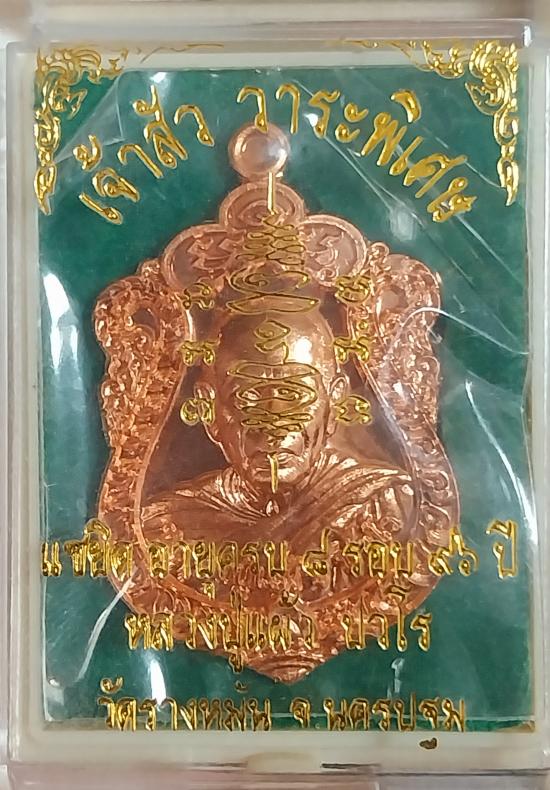 เจ้าสัว วาระพิเศษ
แซยิด อายุครบ ๘ รอบ ๙๖ ปี
หลวงปู่แผ้ว ปวโร
วัดรางหมัน จ.นครปฐม